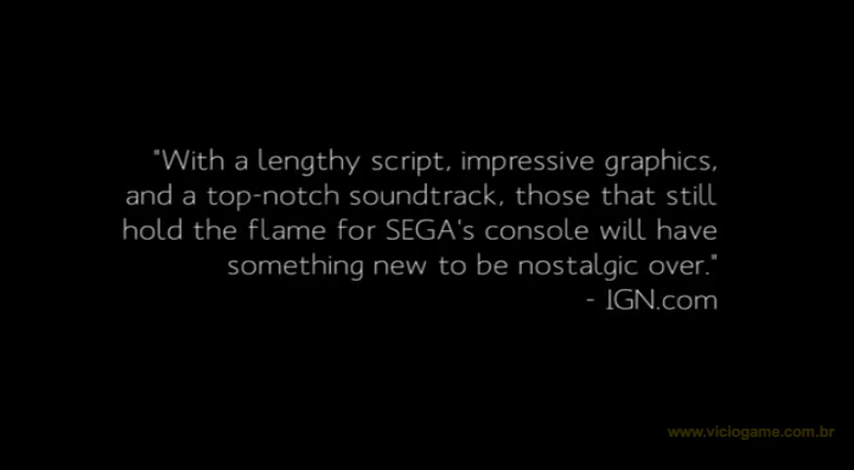 "With a lengthy script, impressive graphics,
and a top-notch soundtrack, those that still
hold the flame for SEGA's console will have
something new to be nostalgic over."
- IGN.com
www.viciogame.com.br